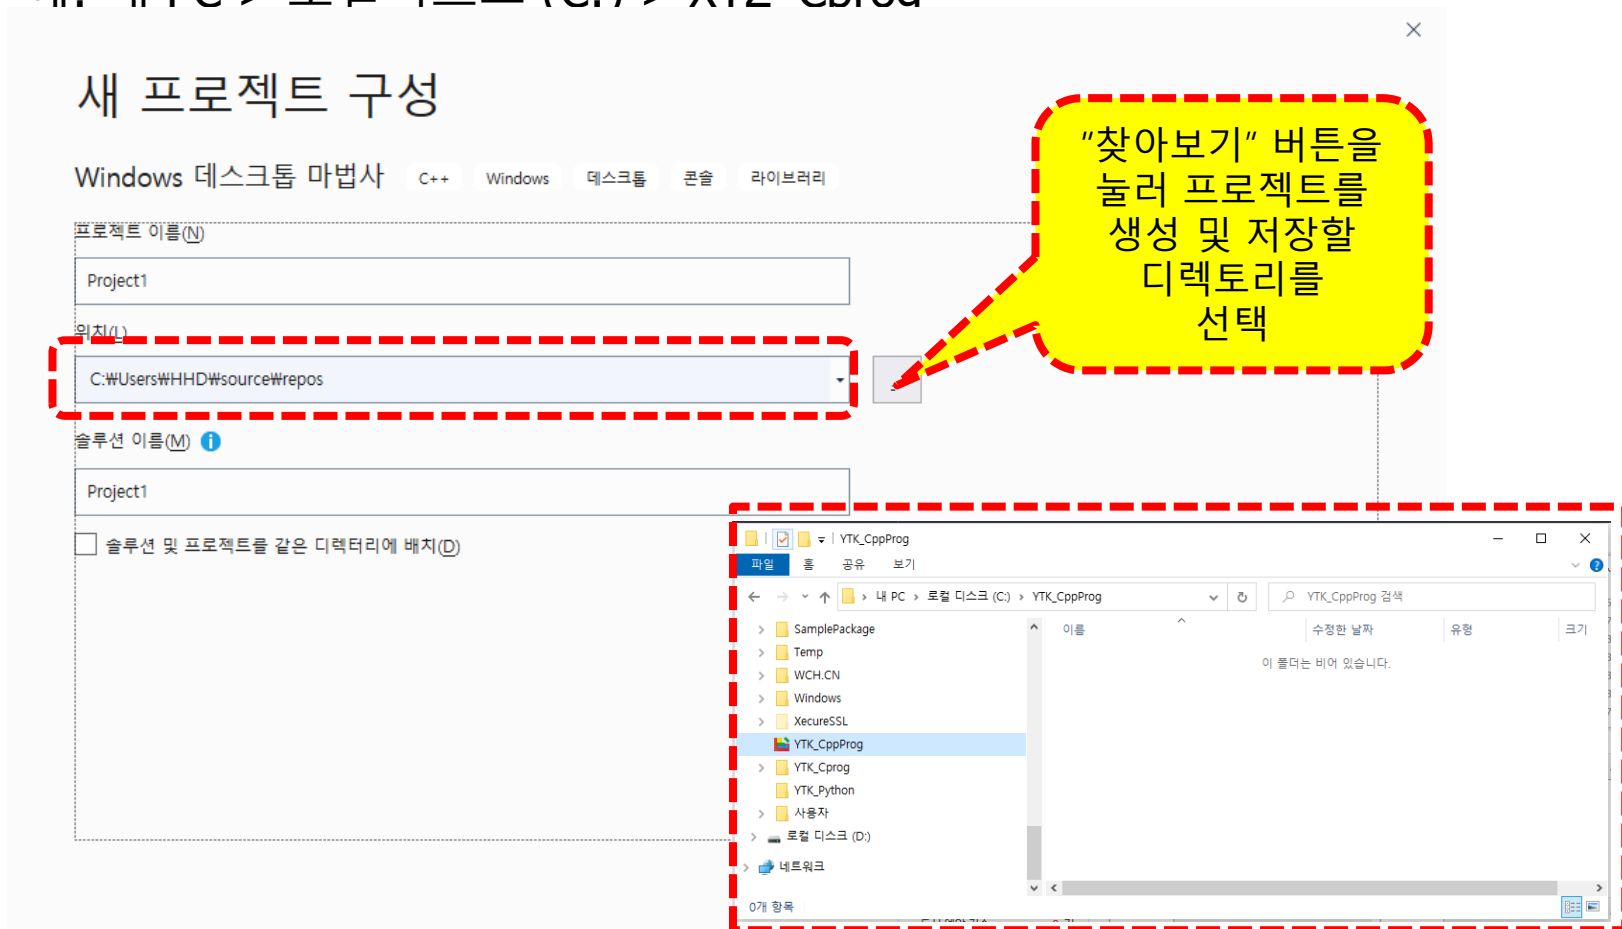 새 프로젝트 구성
Windows 데스크톱 마법사 C++ Windows 데스크톱 콘솔 라이브러리
"찾아보기" 버튼을
눌러 프로젝트를
생성 및 저장할
디렉토리를
선택
프로젝트 이름(N)
Project1
위치(L)
C:₩Users₩HHD₩source₩repos
솔루션 이름(M)
Project1
솔루션 및 프로젝트를 같은 디렉터리에 배치(D)
YTK_CppProg
파일 홈 공유 보기
내 PC › 로컬 디스크 (C:) › YTK_CppProg
YTK_CppProg 검색
이름 수정한 날짜 유형 크기
이 폴더는 비어 있습니다.
SamplePackage
Temp
WCH.CN
Windows
XecureSSL
YTK_CppProg
YTK_Cprog
YTK_Python
사용자
로컬 디스크 (D:)
네트워크
0개 항목